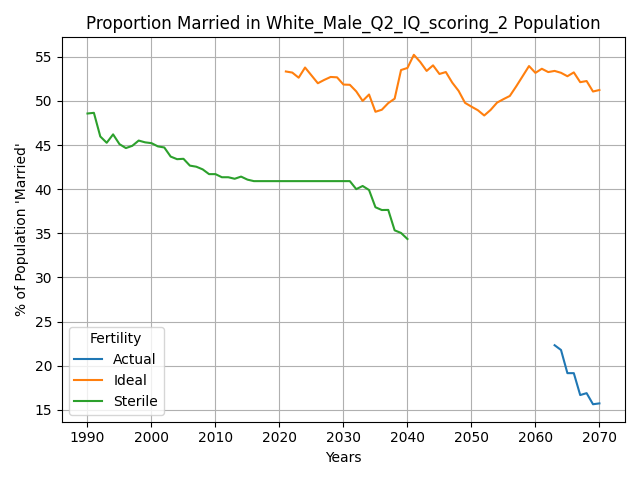 Proportion Married in White_Male_Q2_IQ_scoring_2 Population
% of Population 'Married'
55
50
45
40
35
30
25
20
15
Fertility
Actual
Ideal
Sterile
1990 2000 2010 2020 2030 2040 2050 2060 2070
Years